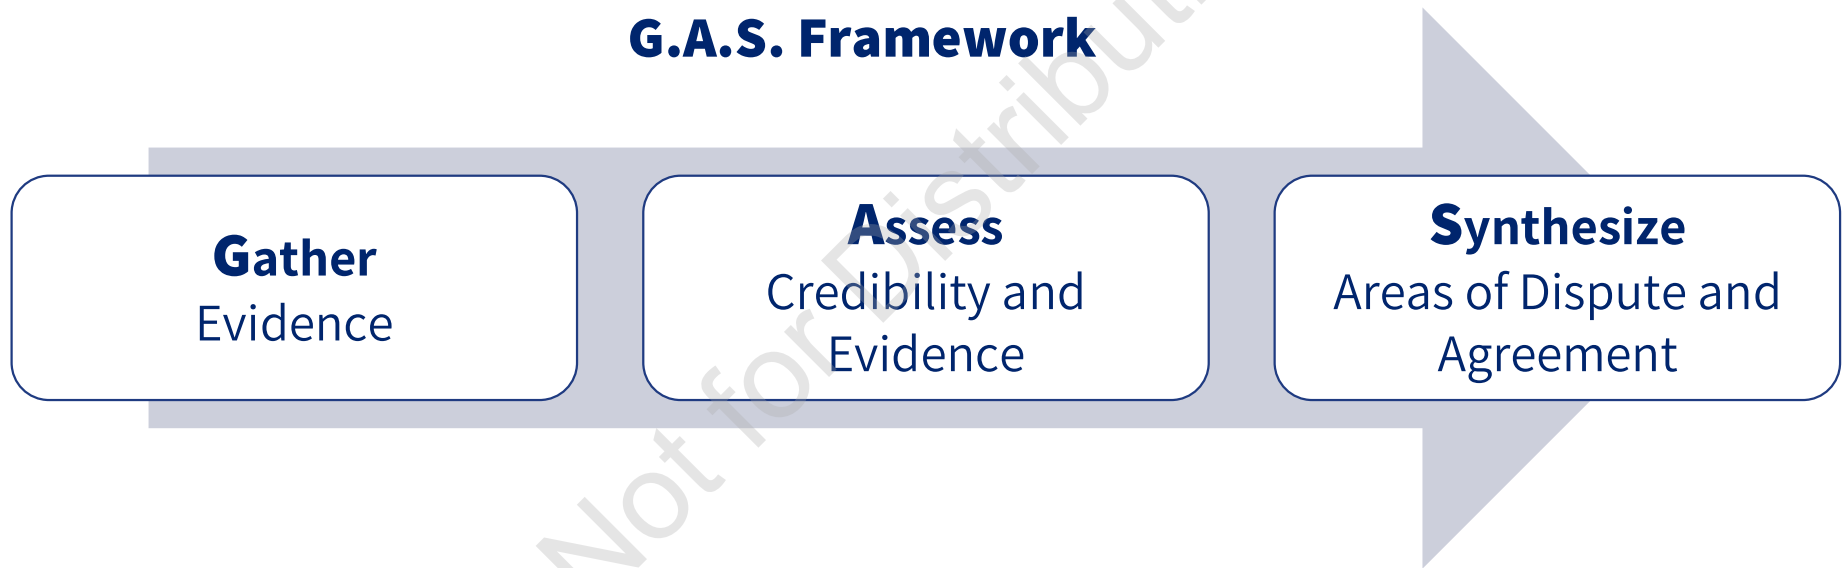 G.A.S. Framework
Gather
Evidence
Assess
Credibility and
Evidence
Synthesize
Areas of Dispute and
Agreement
Not for Distribut